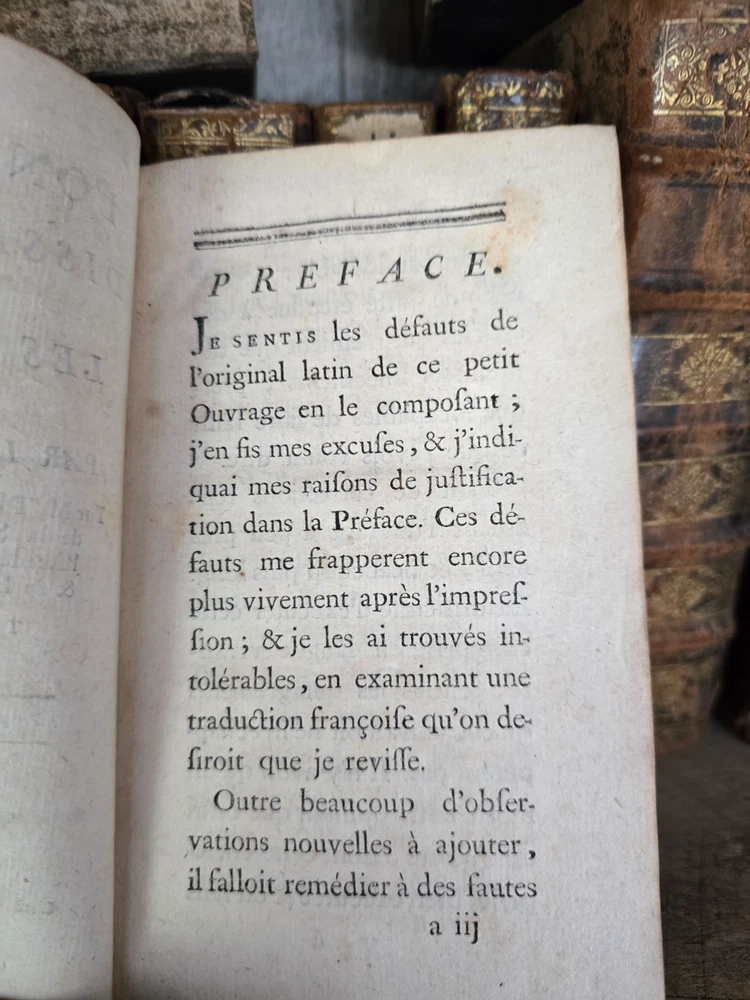 PREFACE.
JE SENTIS les défauts de
l'original latin de ce petit
Ouvrage en le compoſant ;
j'en fis mes excuſes, & j'indi-
quai mes raiſons de juſtifica-
tion dans la Préface. Ces dé-
fauts me frapperent encore
plus vivement après l'impreſ-
ſion ; & je les ai trouvés in-
tolérables, en examinant une
traduction françoiſe qu'on de-
ſiroit que je reviſſe.
Outre beaucoup d'obſer-
vations nouvelles à ajouter,
il falloit remédier à des fautes
a iij